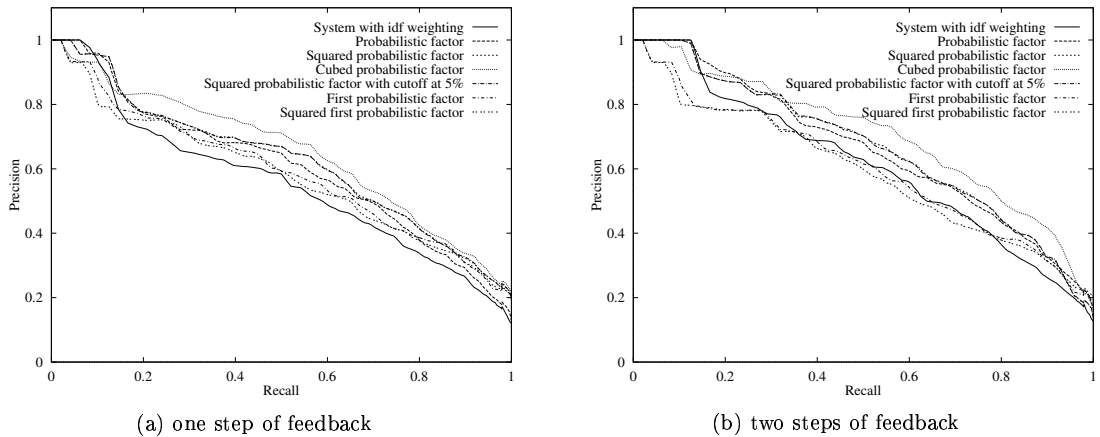 1
0.8
0.6
0.4
0.2
0
Precision
0
0.2
0.4
0.6
0.8
1
Recall
System with idf weighting
Probabilistic factor
Squared probabilistic factor
Cubed probabilistic factor
Squared probabilistic factor with cutoff at 5%
First probabilistic factor
Squared first probabilistic factor
(a) one step of feedback
1
0.8
0.6
0.4
0.2
0
Precision
0
0.2
0.4
0.6
0.8
1
Recall
System with idf weighting
Probabilistic factor
Squared probabilistic factor
Cubed probabilistic factor
Squared probabilistic factor with cutoff at 5%
First probabilistic factor
Squared first probabilistic factor
(b) two steps of feedback